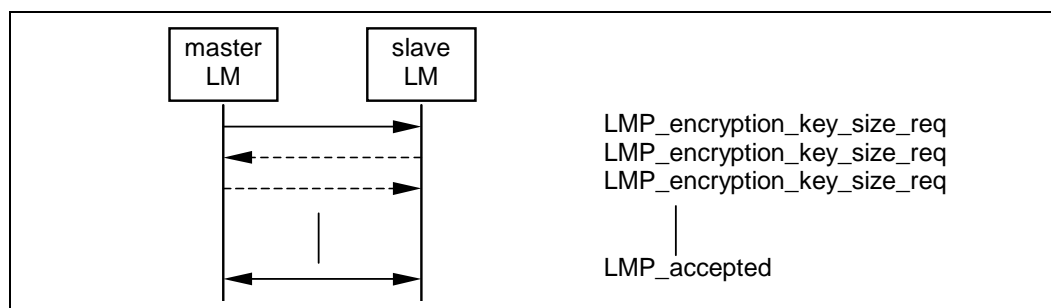 master
LM
slave
LM
LMP_encryption_key_size_req
LMP_encryption_key_size_req
LMP_encryption_key_size_req
LMP_accepted